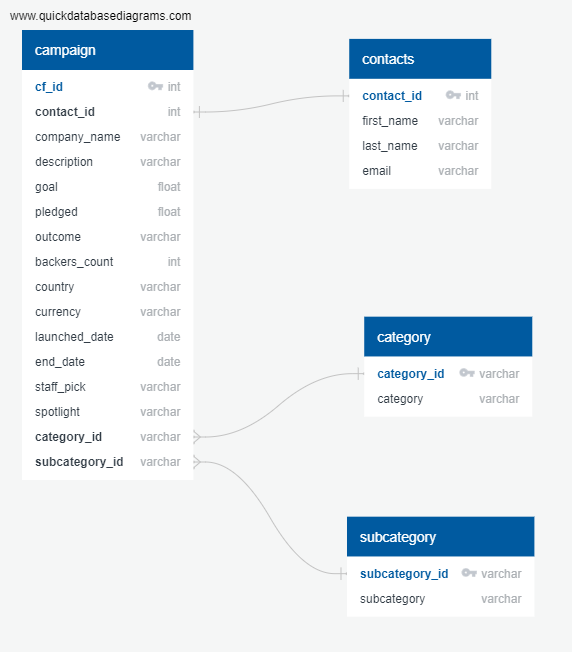 www.quickdatabasediagrams.com
campaign
cf_id int
contact_id int
company_name varchar
description varchar
goal float
pledged float
outcome varchar
backers_count int
country varchar
currency varchar
launched_date date
end_date date
staff_pick varchar
spotlight varchar
category_id varchar
subcategory_id varchar
contacts
contact_id int
first_name varchar
last_name varchar
email varchar
category
category_id varchar
category varchar
subcategory
subcategory_id varchar
subcategory varchar